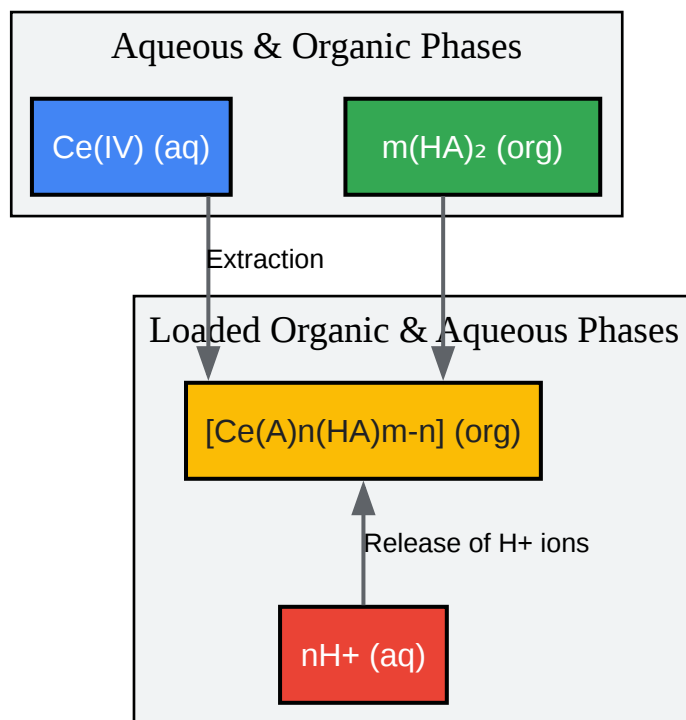 Aqueous & Organic Phases
Ce(IV) (aq)
m(HA)₂ (org)
Extraction
Loaded Organic & Aqueous Phases
[Ce(A)n(HA)m-n] (org)
Release of H+ ions
nH+ (aq)